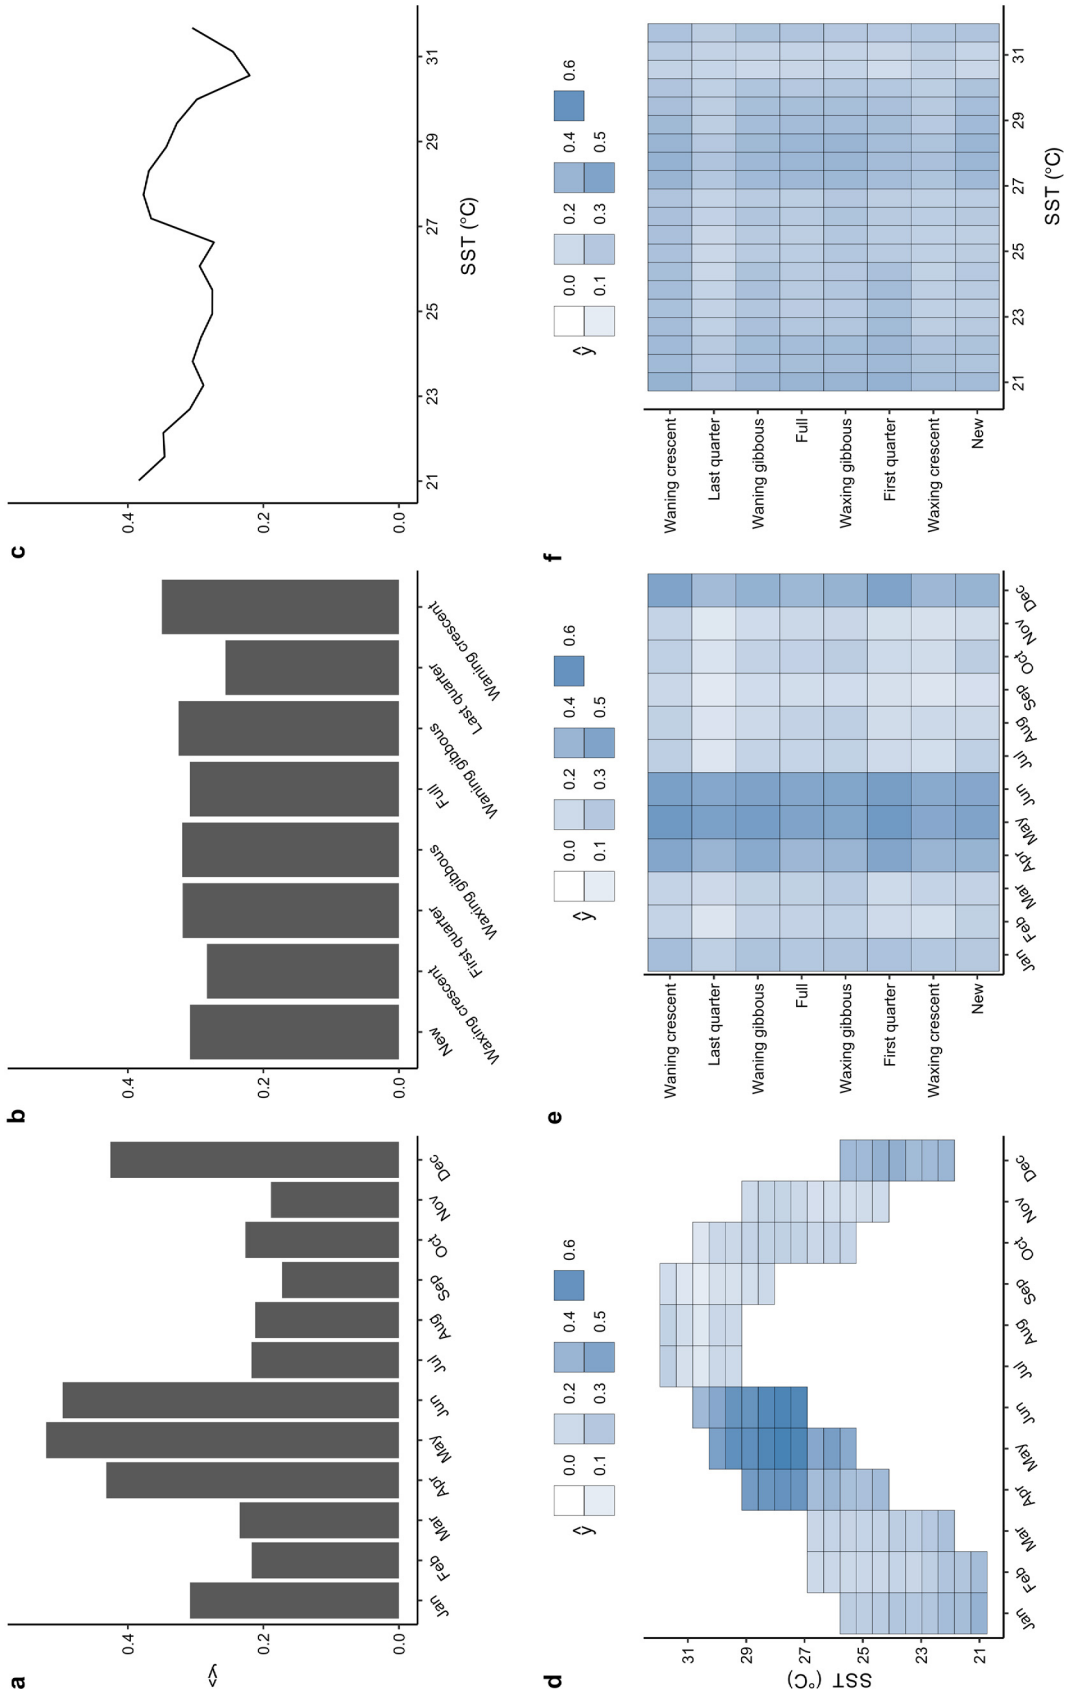 a
ŷ
0.4
0.2
0.0
Jan
Feb
Mar
Apr
May
Jun
Jul
Aug
Sep
Oct
Nov
Dec
b
0.4
0.2
0.0
New
Waxing crescent
First quarter
Waxing gibbous
Full
Waning gibbous
Last quarter
Waning crescent
c
0.4
0.2
0.0
21
23
25
27
29
31
SST (°C)
d
ŷ
0.0
0.2
0.4
0.6
0.1
0.3
0.5
SST (°C)
31
29
27
25
23
21
Jan
Feb
Mar
Apr
May
Jun
Jul
Aug
Sep
Oct
Nov
Dec
e
ŷ
0.0
0.2
0.4
0.6
0.1
0.3
0.5
Waning crescent
Last quarter
Waning gibbous
Full
Waxing gibbous
First quarter
Waxing crescent
New
Jan
Feb
Mar
Apr
May
Jun
Jul
Aug
Sep
Oct
Nov
Dec
f
ŷ
0.0
0.2
0.4
0.6
0.1
0.3
0.5
Waning crescent
Last quarter
Waning gibbous
Full
Waxing gibbous
First quarter
Waxing crescent
New
21
23
25
27
29
31
SST (°C)